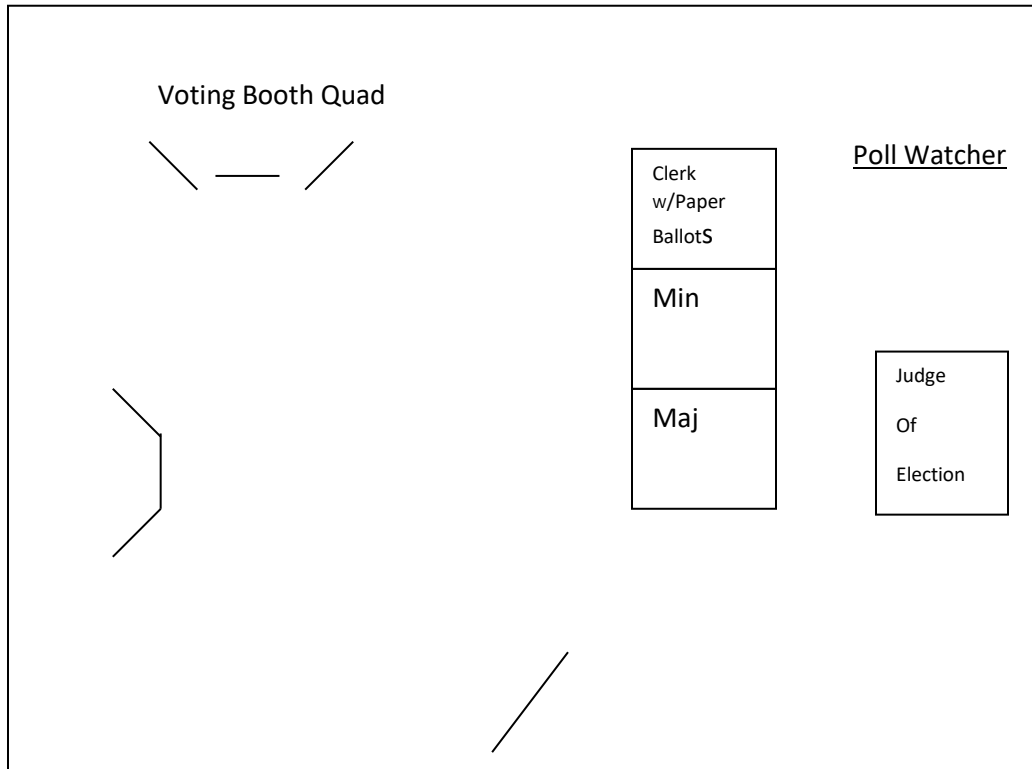 Voting Booth Quad
Poll Watcher
Clerk
w/Paper
BallotS
Min
Maj
Judge
Of
Election